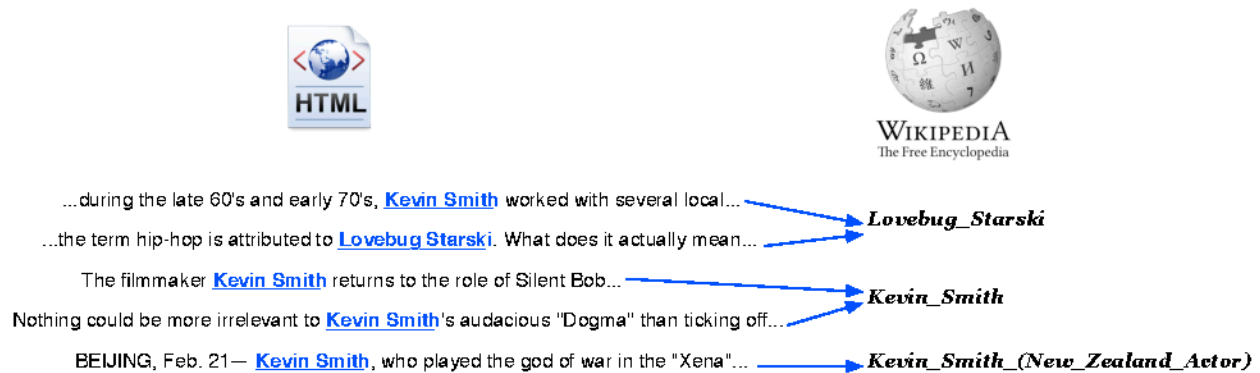 HTML
WIKIPEDIA
The Free Encyclopedia
...during the late 60's and early 70's, Kevin Smith worked with several local...
Lovebug_Starski
...the term hip-hop is attributed to Lovebug Starski. What does it actually mean...
The filmmaker Kevin Smith returns to the role of Silent Bob...
Kevin_Smith
Nothing could be more irrelevant to Kevin Smith's audacious "Dogma" than ticking off...
BEIJING, Feb. 21— Kevin Smith, who played the god of war in the "Xena"...
Kevin_Smith_(New_Zealand_Actor)